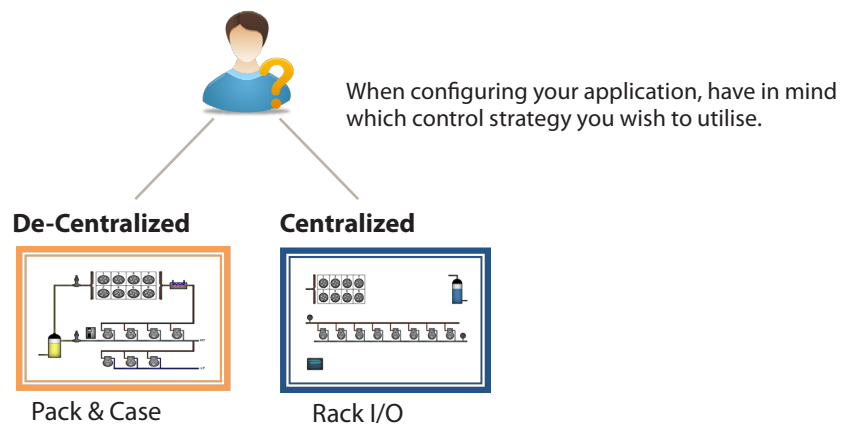 When configuring your application, have in mind
which control strategy you wish to utilise.
De-Centralized
Centralized
Pack & Case
Rack I/O